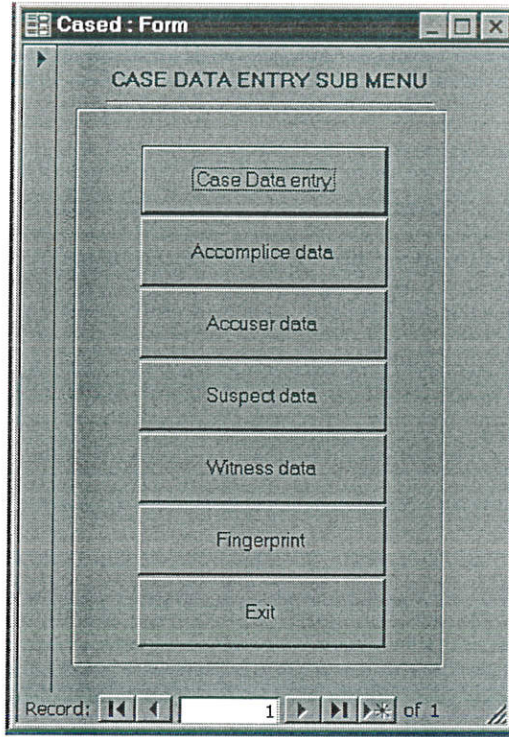 Cased : Form
CASE DATA ENTRY SUB MENU
Case Data entry
Accomplice data
Accuser data
Suspect data
Witness data
Fingerprint
Exit
Record: 1 of 1